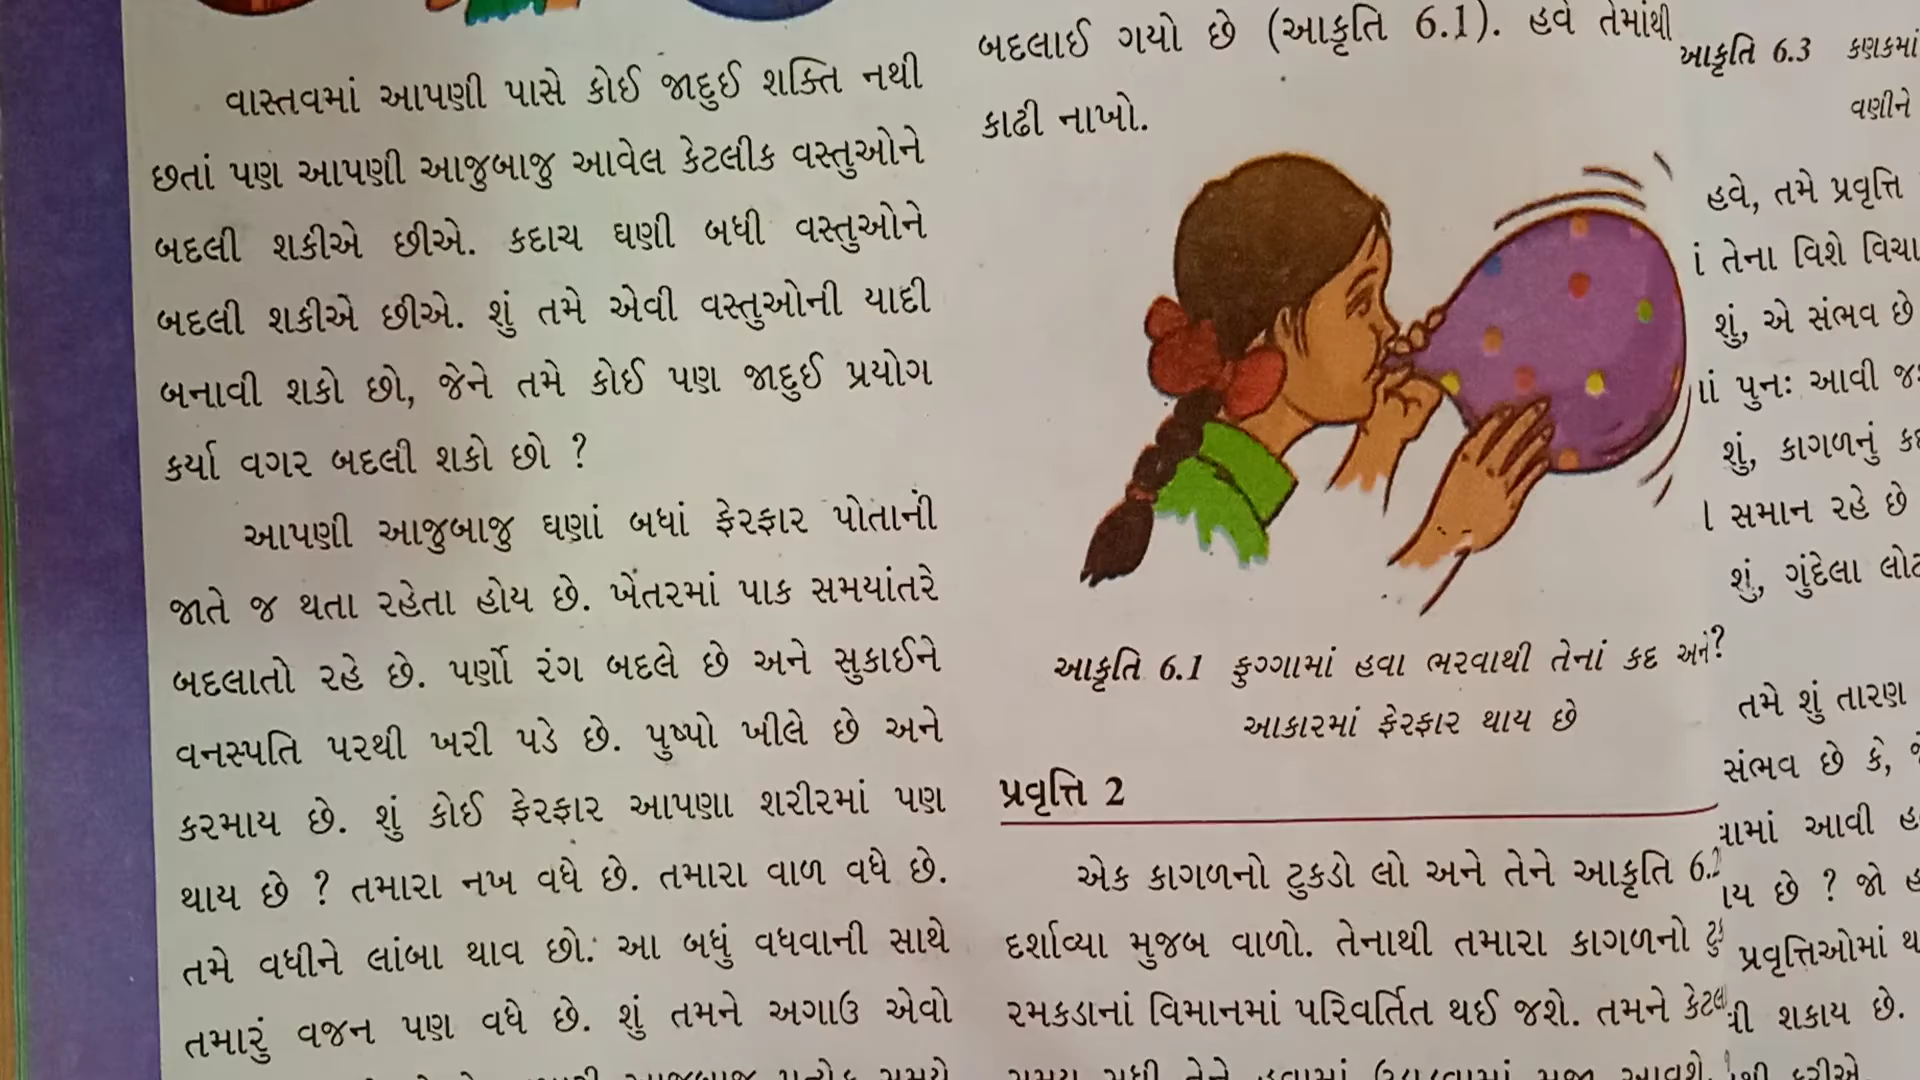 વાસ્તવમાં આપણી પાસે કોઈ જાદુઈ શક્તિ નથી
છતાં પણ આપણી આજુબાજુ આવેલ કેટલીક વસ્તુઓને
બદલી શકીએ છીએ. કદાચ ઘણી બધી વસ્તુઓને
બદલી શકીએ છીએ. શું તમે એવી વસ્તુઓની યાદી
બનાવી શકો છો, જેને તમે કોઈ પણ જાદુઈ પ્રયોગ
કર્યા વગર બદલી શકો છો ?
આપણી આજુબાજુ ઘણાં બધાં ફેરફાર પોતાની
જાતે જ થતા રહેતા હોય છે. ખેતરમાં પાક સમયાંતરે
બદલાતો રહે છે. પર્ણો રંગ બદલે છે અને સુકાઈને
વનસ્પતિ પરથી ખરી પડે છે. પુષ્પો ખીલે છે અને
કરમાય છે. શું કોઈ ફેરફાર આપણા શરીરમાં પણ
થાય છે ? તમારા નખ વધે છે. તમારા વાળ વધે છે.
તમે વધીને લાંબા થાવ છો. આ બધું વધવાની સાથે
તમારું વજન પણ વધે છે. શું તમને અગાઉ એવો
બદલાઈ ગયો છે (આકૃતિ 6.1). હવે તેમાંથી
કાઢી નાખો.
આકૃતિ 6.1 ફુગ્ગામાં હવા ભરવાથી તેનાં કદ અને
આકારમાં ફેરફાર થાય છે
પ્રવૃત્તિ 2
એક કાગળનો ટુકડો લો અને તેને આકૃતિ 6.2
દર્શાવ્યા મુજબ વાળો. તેનાથી તમારા કાગળનો
રમકડાનાં વિમાનમાં પરિવર્તિત થઈ જશે. તમને
આકૃતિ 6.3 કણકમાં
વણીને
હવે, તમે પ્રવૃત્તિ
તેના વિશે
શું, એ સંભવ છે
પુનઃ આવી
શું, કાગળનું
સમાન રહે છે
શું, ગુંદેલા
?
તમે શું તારણ
સંભવ છે કે,
આવી
છે ? જો
પ્રવૃત્તિઓમાં
શકાય છે.